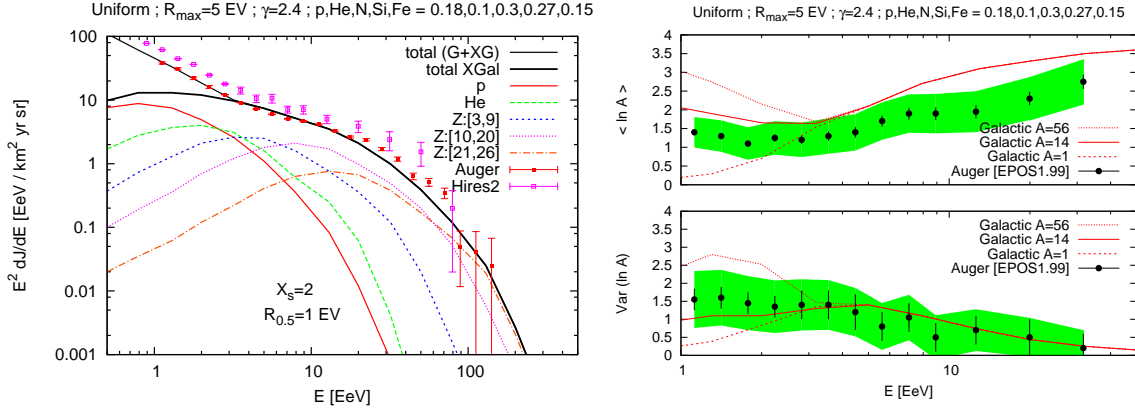 Uniform ; R_max=5 EV ; γ=2.4 ; p,He,N,Si,Fe = 0.18,0.1,0.3,0.27,0.15
E² dJ/dE [EeV / km² yr sr]
100
10
1
0.1
0.01
0.001
total (G+XG)
total XGal
p
He
Z:[3,9]
Z:[10,20]
Z:[21,26]
Auger
Hires2
X_s=2
R_0.5=1 EV
1 10 100
E [EeV]
Uniform ; R_max=5 EV ; γ=2.4 ; p,He,N,Si,Fe = 0.18,0.1,0.3,0.27,0.15
< ln A >
4
3.5
3
2.5
2
1.5
1
0.5
0
Galactic A=56
Galactic A=14
Galactic A=1
Auger [EPOS1.99]
Var (ln A)
4
3.5
3
2.5
2
1.5
1
0.5
0
Galactic A=56
Galactic A=14
Galactic A=1
Auger [EPOS1.99]
1 10
E [EeV]